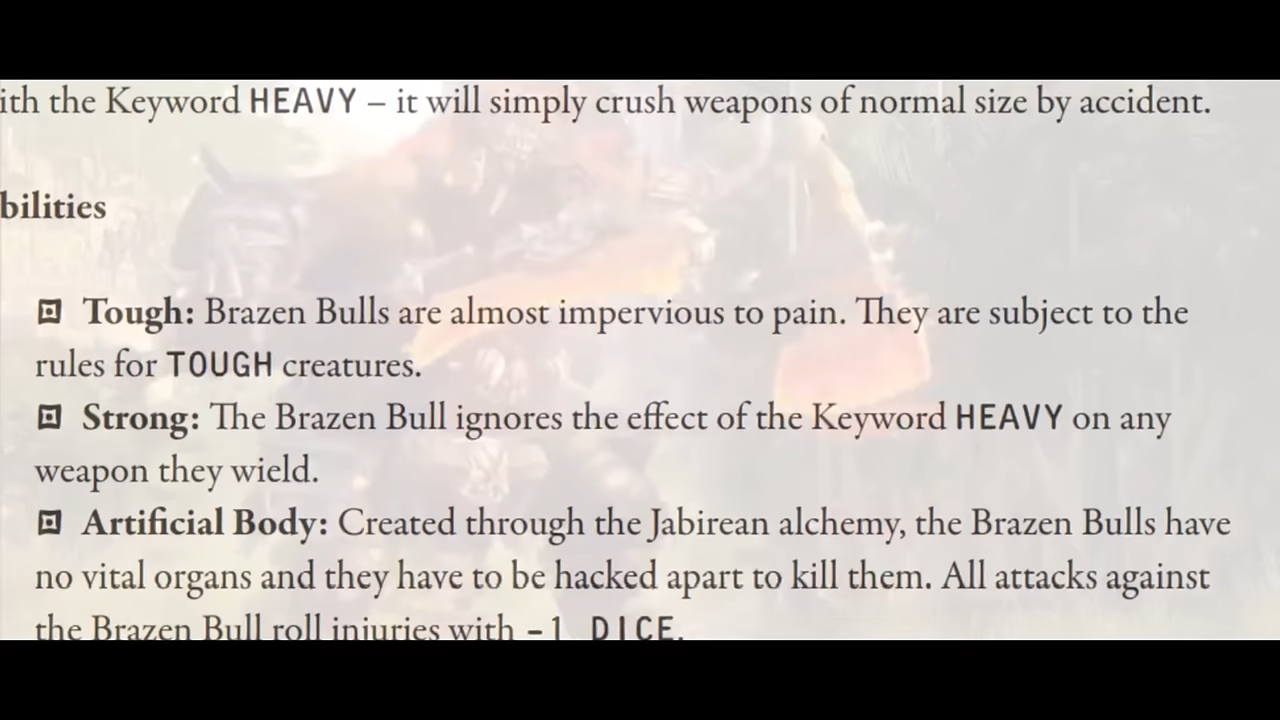 ith the Keyword HEAVY – it will simply crush weapons of normal size by accident.
bilities
Tough: Brazen Bulls are almost impervious to pain. They are subject to the
rules for TOUGH creatures.
Strong: The Brazen Bull ignores the effect of the Keyword HEAVY on any
weapon they wield.
Artificial Body: Created through the Jabirean alchemy, the Brazen Bulls have
no vital organs and they have to be hacked apart to kill them. All attacks against
the Brazen Bull roll injuries with –1 DICE.